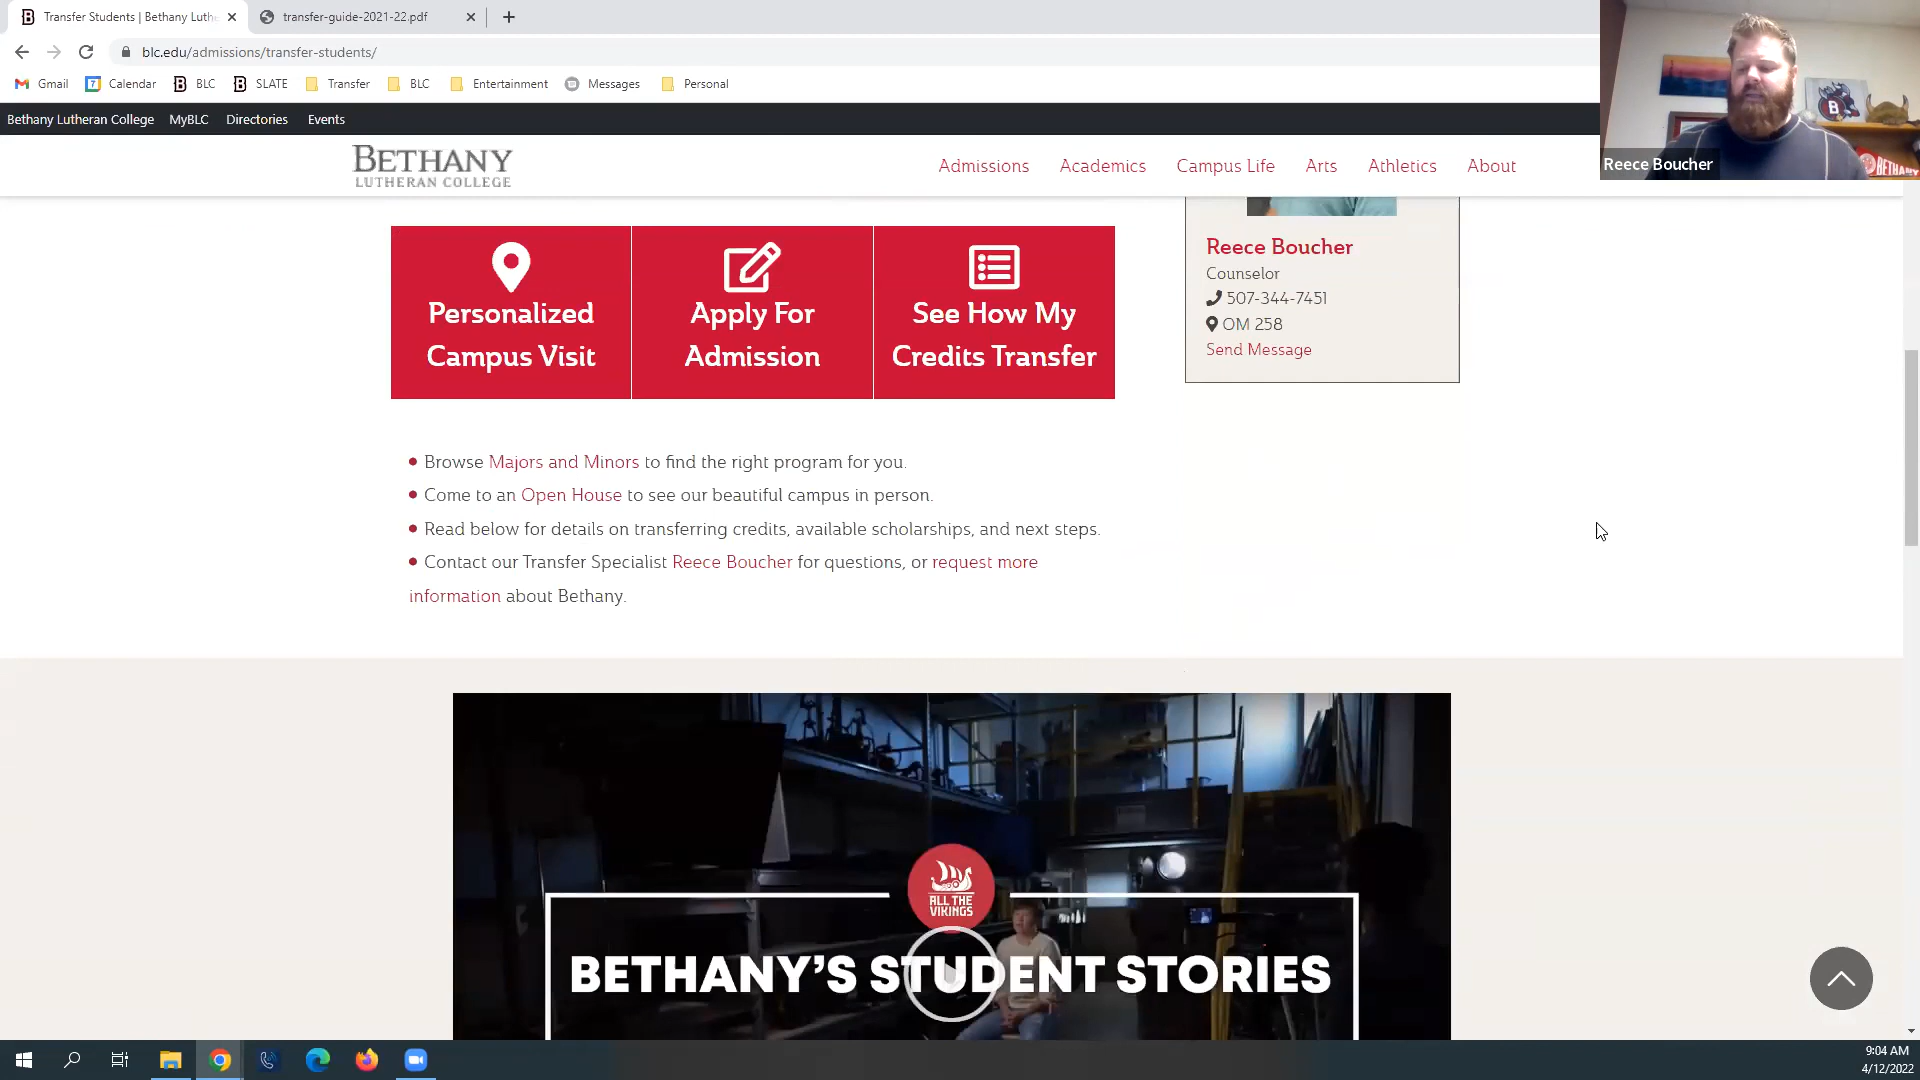 Transfer Students | Bethany Luth
transfer-guide-2021-22.pdf
blc.edu/admissions/transfer-students/
Gmail
Calendar
BLC
SLATE
Transfer
BLC
Entertainment
Messages
Personal
Bethany Lutheran College
MyBLC
Directories
Events
BETHANY
LUTHERAN COLLEGE
Admissions
Academics
Campus Life
Arts
Athletics
About
B
BETHANY
Reece Boucher
Personalized
Campus Visit
Apply For
Admission
See How My
Credits Transfer
Reece Boucher
Counselor
507-344-7451
OM 258
Send Message
• Browse Majors and Minors to find the right program for you.
• Come to an Open House to see our beautiful campus in person.
• Read below for details on transferring credits, available scholarships, and next steps.
• Contact our Transfer Specialist Reece Boucher for questions, or request more
information about Bethany.
ALL THE
VIKINGS
BETHANY'S STUDENT STORIES
9:04 AM
4/12/2022